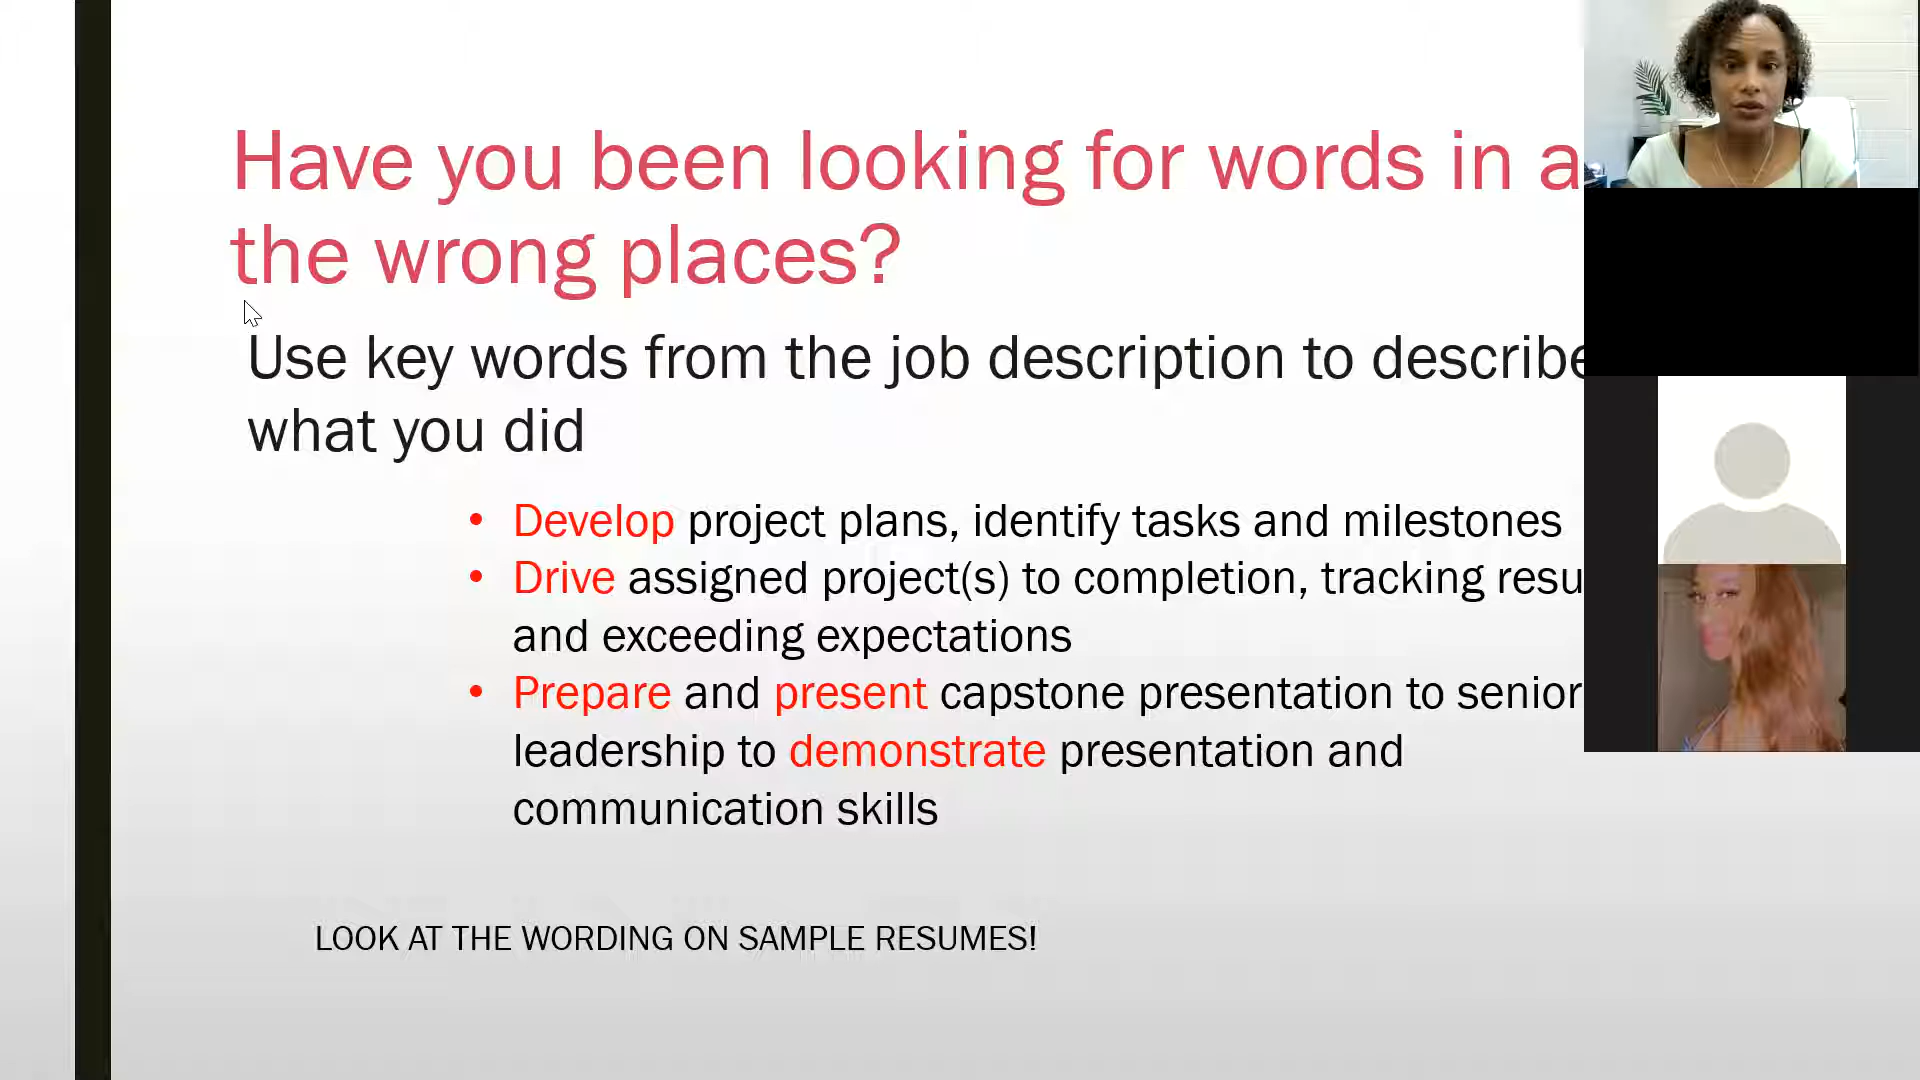 Have you been looking for words in a
the wrong places?
Use key words from the job description to describe
what you did
• Develop project plans, identify tasks and milestones
• Drive assigned project(s) to completion, tracking resu
and exceeding expectations
• Prepare and present capstone presentation to senior
leadership to demonstrate presentation and
communication skills
LOOK AT THE WORDING ON SAMPLE RESUMES!